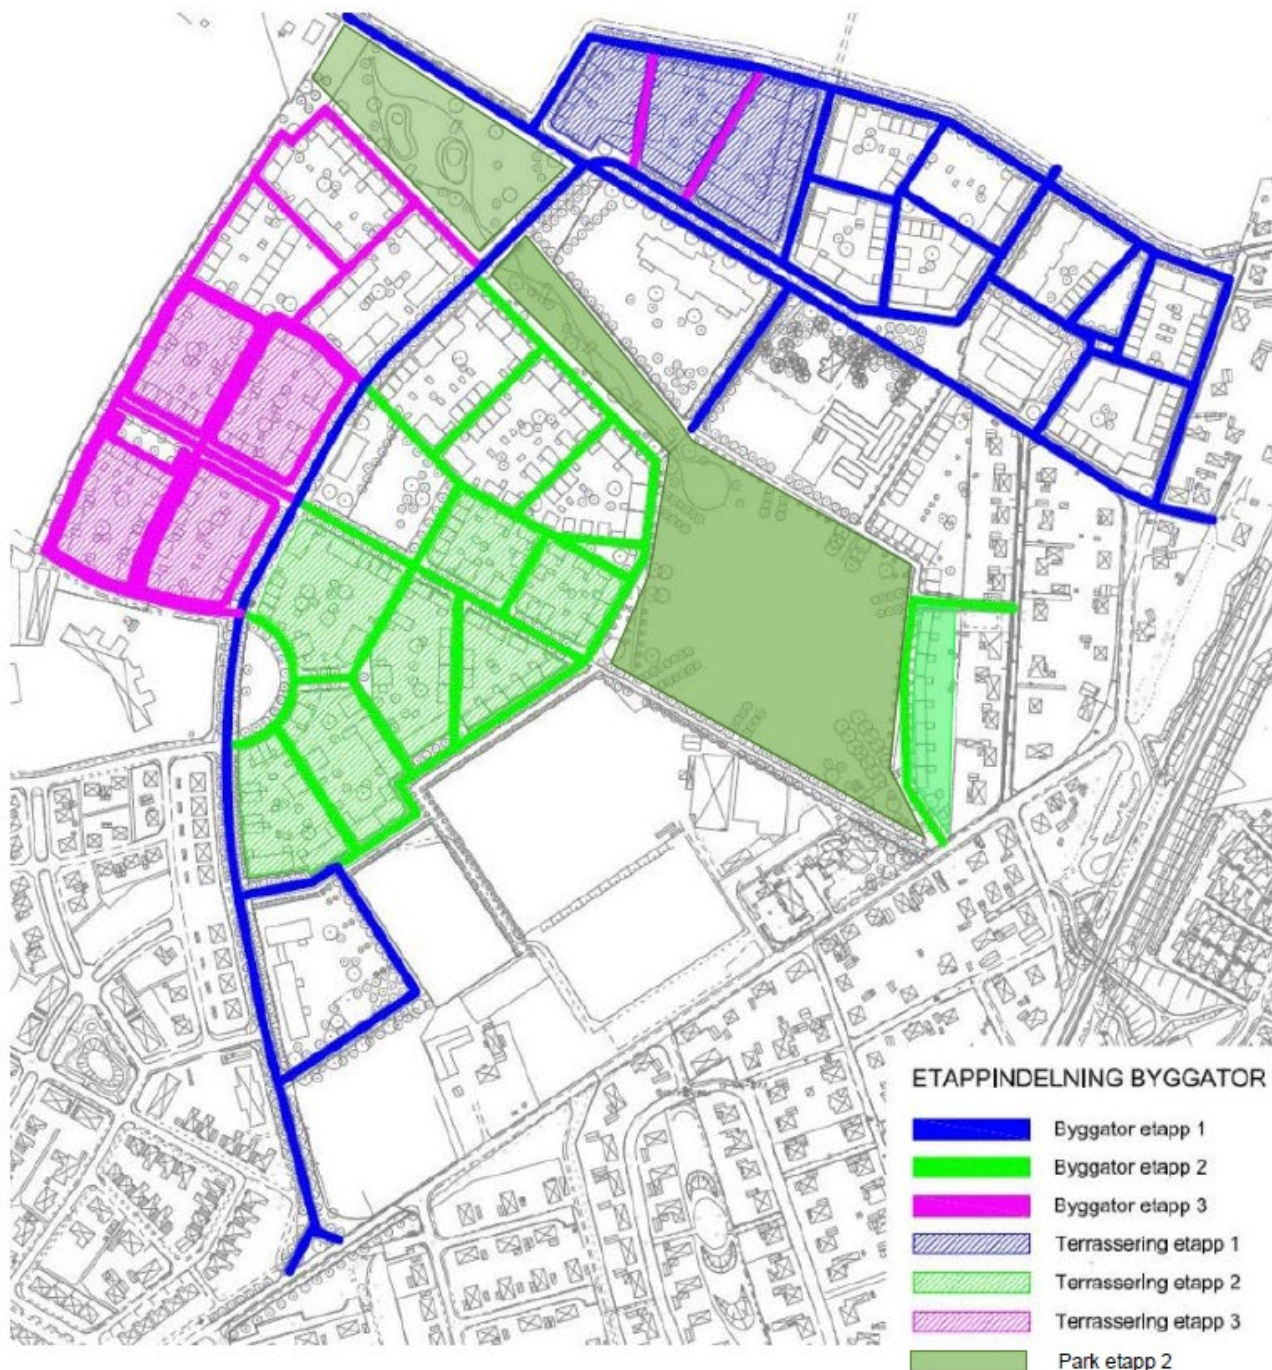 ETAPPINDELNING BYGGATOR
Byggator etapp 1
Byggator etapp 2
Byggator etapp 3
Terrassering etapp 1
Terrassering etapp 2
Terrassering etapp 3
Park etapp 2